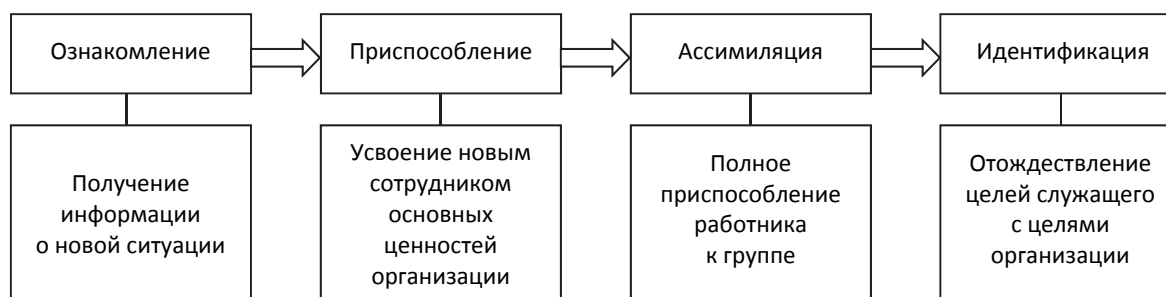 Ознакомление
Приспособление
Ассимиляция
Идентификация
Получение
информации
о новой ситуации
Усвоение новым
сотрудником
основных
ценностей
организации
Полное
приспособление
работника
к группе
Отождествление
целей служащего
с целями
организации